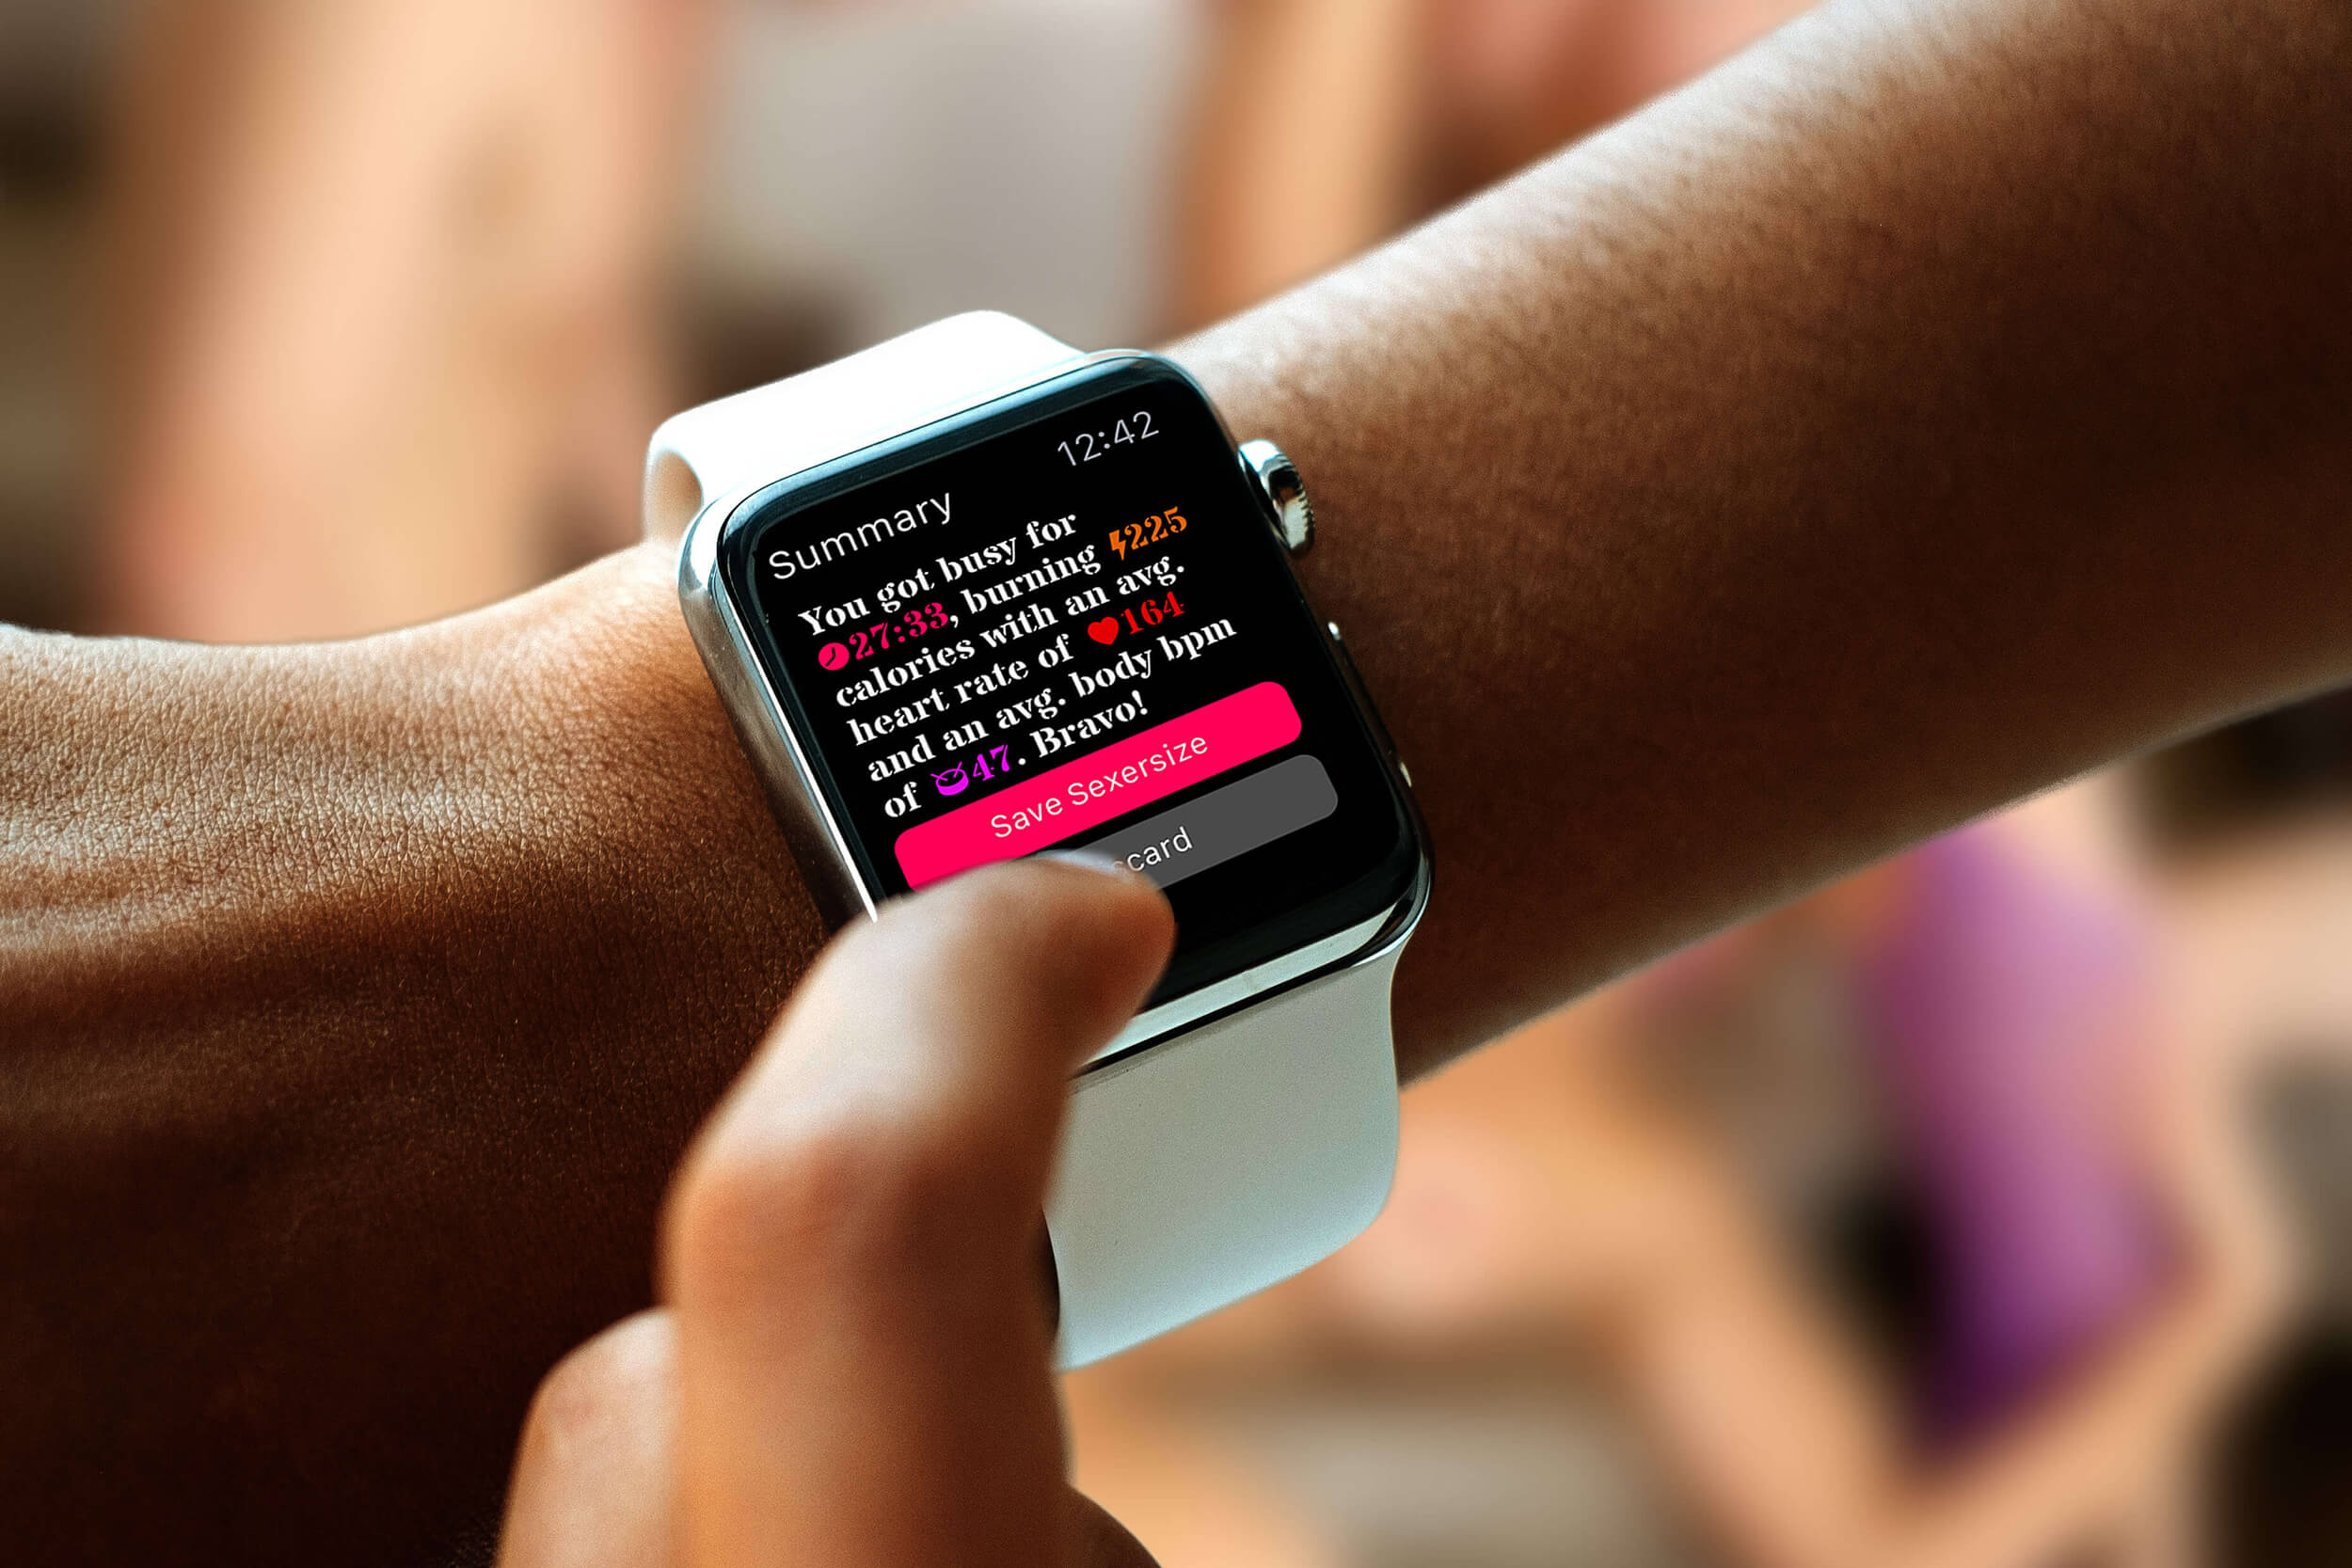 12:42
Summary
You got busy for
27:33, burning 225
calories with an avg.
heart rate of 164
and an avg. body bpm
of 47. Bravo!
Save Sexersize